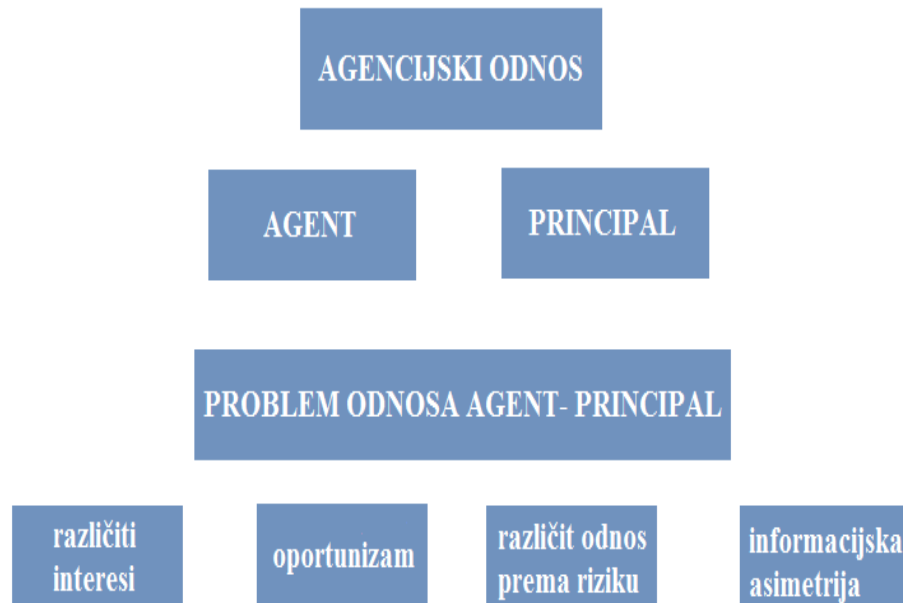 AGENCIJSKI ODNOS
AGENT
PRINCIPAL
PROBLEM ODNOSA AGENT- PRINCIPAL
različiti
interesi
oportunizam
različit odnos
prema riziku
informacijska
asimetrija